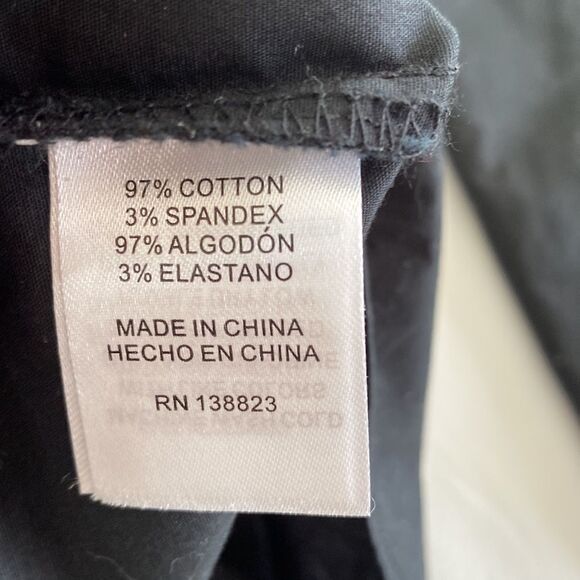 97% COTTON
3% SPANDEX
97% ALGODÓN
3% ELASTANO
MADE IN CHINA
HECHO EN CHINA
RN 138823